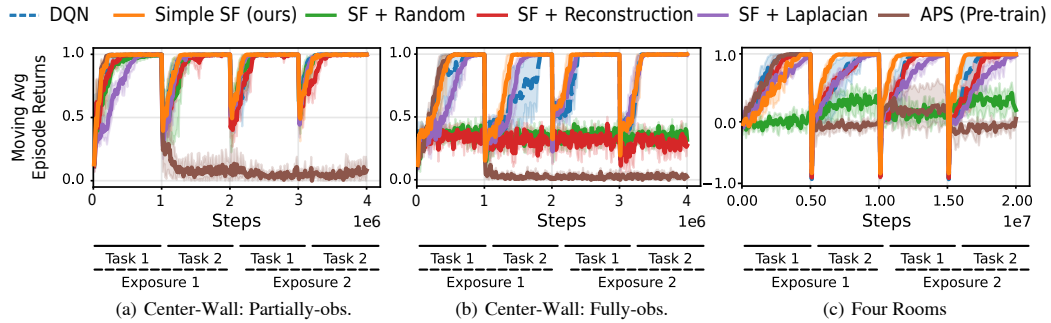 DQN Simple SF (ours) SF + Random SF + Reconstruction SF + Laplacian APS (Pre-train)
Moving Avg
Episode Returns
1.0
0.5
0.0
0 1 2 3 4
Steps 1e6
Task 1 Task 2 Task 1 Task 2
Exposure 1 Exposure 2
(a) Center-Wall: Partially-obs.
1.0
0.5
0.0
0 1 2 3 4
Steps 1e6
Task 1 Task 2 Task 1 Task 2
Exposure 1 Exposure 2
(b) Center-Wall: Fully-obs.
1.0
0.0
−1.0
0.00 0.50 1.00 1.50 2.00
Steps 1e7
Task 1 Task 2 Task 1 Task 2
Exposure 1 Exposure 2
(c) Four Rooms